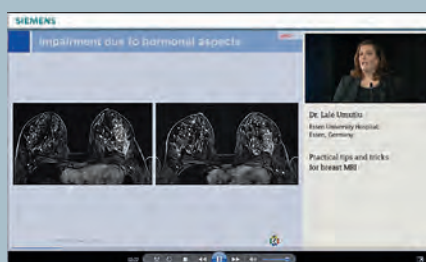 SIEMENS
Impairment due to hormonal aspects
Dr. Lale Umutlu
Essen University Hospital,
Essen, Germany
Practical tips and tricks
for breast MRI